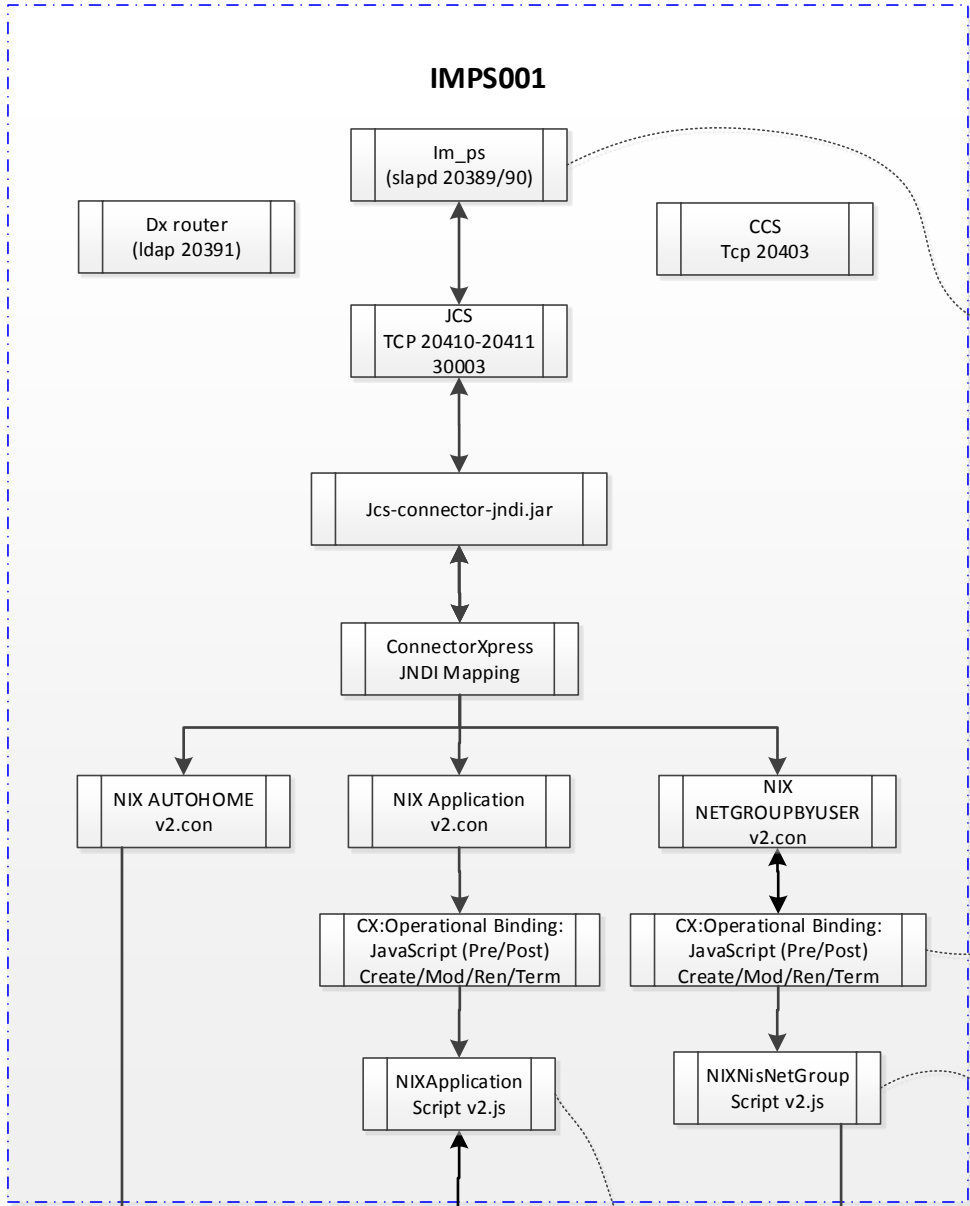 IMPS001
Im_ps
(slapd 20389/90)
Dx router
(ldap 20391)
CCS
Tcp 20403
JCS
TCP 20410-20411
30003
Jcs-connector-jndi.jar
ConnectorXpress
JNDI Mapping
NIX AUTOHOME
v2.con
NIX Application
v2.con
NIX
NETGROUPBYUSER
v2.con
CX:Operational Binding:
JavaScript (Pre/Post)
Create/Mod/Ren/Term
CX:Operational Binding:
JavaScript (Pre/Post)
Create/Mod/Ren/Term
NIXApplication
Script v2.js
NIXNisNetGroup
Script v2.js